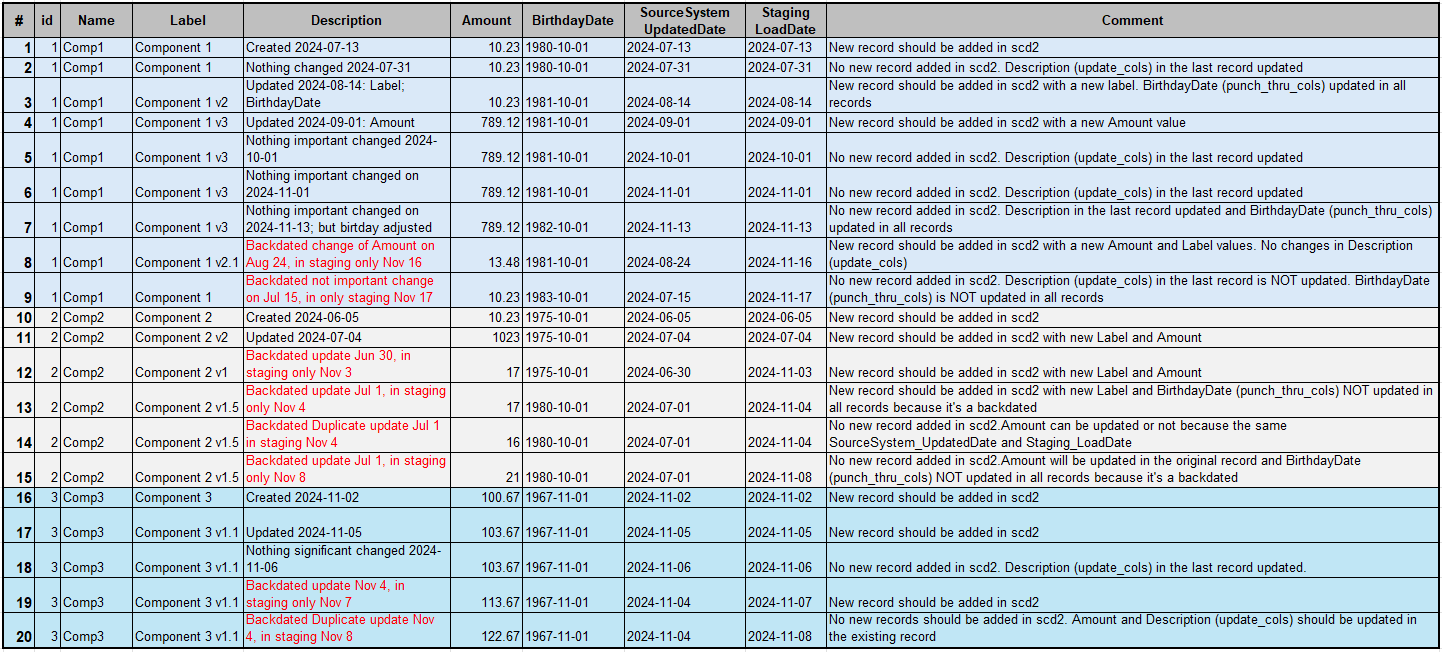 # id Name Label Description Amount BirthdayDate SourceSystem UpdatedDate Staging LoadDate Comment
1 1 Comp1 Component 1 Created 2024-07-13 10.23 1980-10-01 2024-07-13 2024-07-13 New record should be added in scd2
2 1 Comp1 Component 1 Nothing changed 2024-07-31 10.23 1980-10-01 2024-07-31 2024-07-31 No new record added in scd2. Description (update_cols) in the last record updated
3 1 Comp1 Component 1 v2 Updated 2024-08-14: Label; BirthdayDate 10.23 1981-10-01 2024-08-14 2024-08-14 New record should be added in scd2 with a new label. BirthdayDate (punch_thru_cols) updated in all records
4 1 Comp1 Component 1 v3 Updated 2024-09-01: Amount 789.12 1981-10-01 2024-09-01 2024-09-01 New record should be added in scd2 with a new Amount value
5 1 Comp1 Component 1 v3 Nothing important changed 2024-10-01 789.12 1981-10-01 2024-10-01 2024-10-01 No new record added in scd2. Description (update_cols) in the last record updated
6 1 Comp1 Component 1 v3 Nothing important changed on 2024-11-01 789.12 1981-10-01 2024-11-01 2024-11-01 No new record added in scd2. Description (update_cols) in the last record updated
7 1 Comp1 Component 1 v3 Nothing important changed on 2024-11-13; but birtday adjusted 789.12 1982-10-01 2024-11-13 2024-11-13 No new record added in scd2. Description in the last record updated and BirthdayDate (punch_thru_cols) updated in all records
8 1 Comp1 Component 1 v2.1 Backdated change of Amount on Aug 24, in staging only Nov 16 13.48 1981-10-01 2024-08-24 2024-11-16 New record should be added in scd2 with a new Amount and Label values. No changes in Description (update_cols)
9 1 Comp1 Component 1 Backdated not important change on Jul 15, in only staging Nov 17 10.23 1983-10-01 2024-07-15 2024-11-17 No new record added in scd2. Description (update_cols) in the last record is NOT updated. BirthdayDate (punch_thru_cols) is NOT updated in all records
10 2 Comp2 Component 2 Created 2024-06-05 10.23 1975-10-01 2024-06-05 2024-06-05 New record should be added in scd2
11 2 Comp2 Component 2 v2 Updated 2024-07-04 1023 1975-10-01 2024-07-04 2024-07-04 New record should be added in scd2 with new Label and Amount
12 2 Comp2 Component 2 v1 Backdated update Jun 30, in staging only Nov 3 17 1975-10-01 2024-06-30 2024-11-03 New record should be added in scd2 with new Label and Amount
13 2 Comp2 Component 2 v1.5 Backdated update Jul 1, in staging only Nov 4 17 1980-10-01 2024-07-01 2024-11-04 New record should be added in scd2 with new Label and BirthdayDate (punch_thru_cols) NOT updated in all records because it's a backdated
14 2 Comp2 Component 2 v1.5 Backdated Duplicate update Jul 1 in staging Nov 4 16 1980-10-01 2024-07-01 2024-11-04 No new record added in scd2.Amount can be updated or not because the same SourceSystem_UpdatedDate and Staging_LoadDate
15 2 Comp2 Component 2 v1.5 Backdated update Jul 1, in staging only Nov 8 21 1980-10-01 2024-07-01 2024-11-08 No new record added in scd2.Amount will be updated in the original record and BirthdayDate (punch_thru_cols) NOT updated in all records because it's a backdated
16 3 Comp3 Component 3 Created 2024-11-02 100.67 1967-11-01 2024-11-02 2024-11-02 New record should be added in scd2
17 3 Comp3 Component 3 v1.1 Updated 2024-11-05 103.67 1967-11-01 2024-11-05 2024-11-05 New record should be added in scd2
18 3 Comp3 Component 3 v1.1 Nothing significant changed 2024-11-06 103.67 1967-11-01 2024-11-06 2024-11-06 No new record added in scd2. Description (update_cols) in the last record updated.
19 3 Comp3 Component 3 v1.1 Backdated update Nov 4, in staging only Nov 7 113.67 1967-11-01 2024-11-04 2024-11-07 New record should be added in scd2
20 3 Comp3 Component 3 v1.1 Backdated Duplicate update Nov 4, in staging Nov 8 122.67 1967-11-01 2024-11-04 2024-11-08 No new records should be added in scd2. Amount and Description (update_cols) should be updated in the existing record